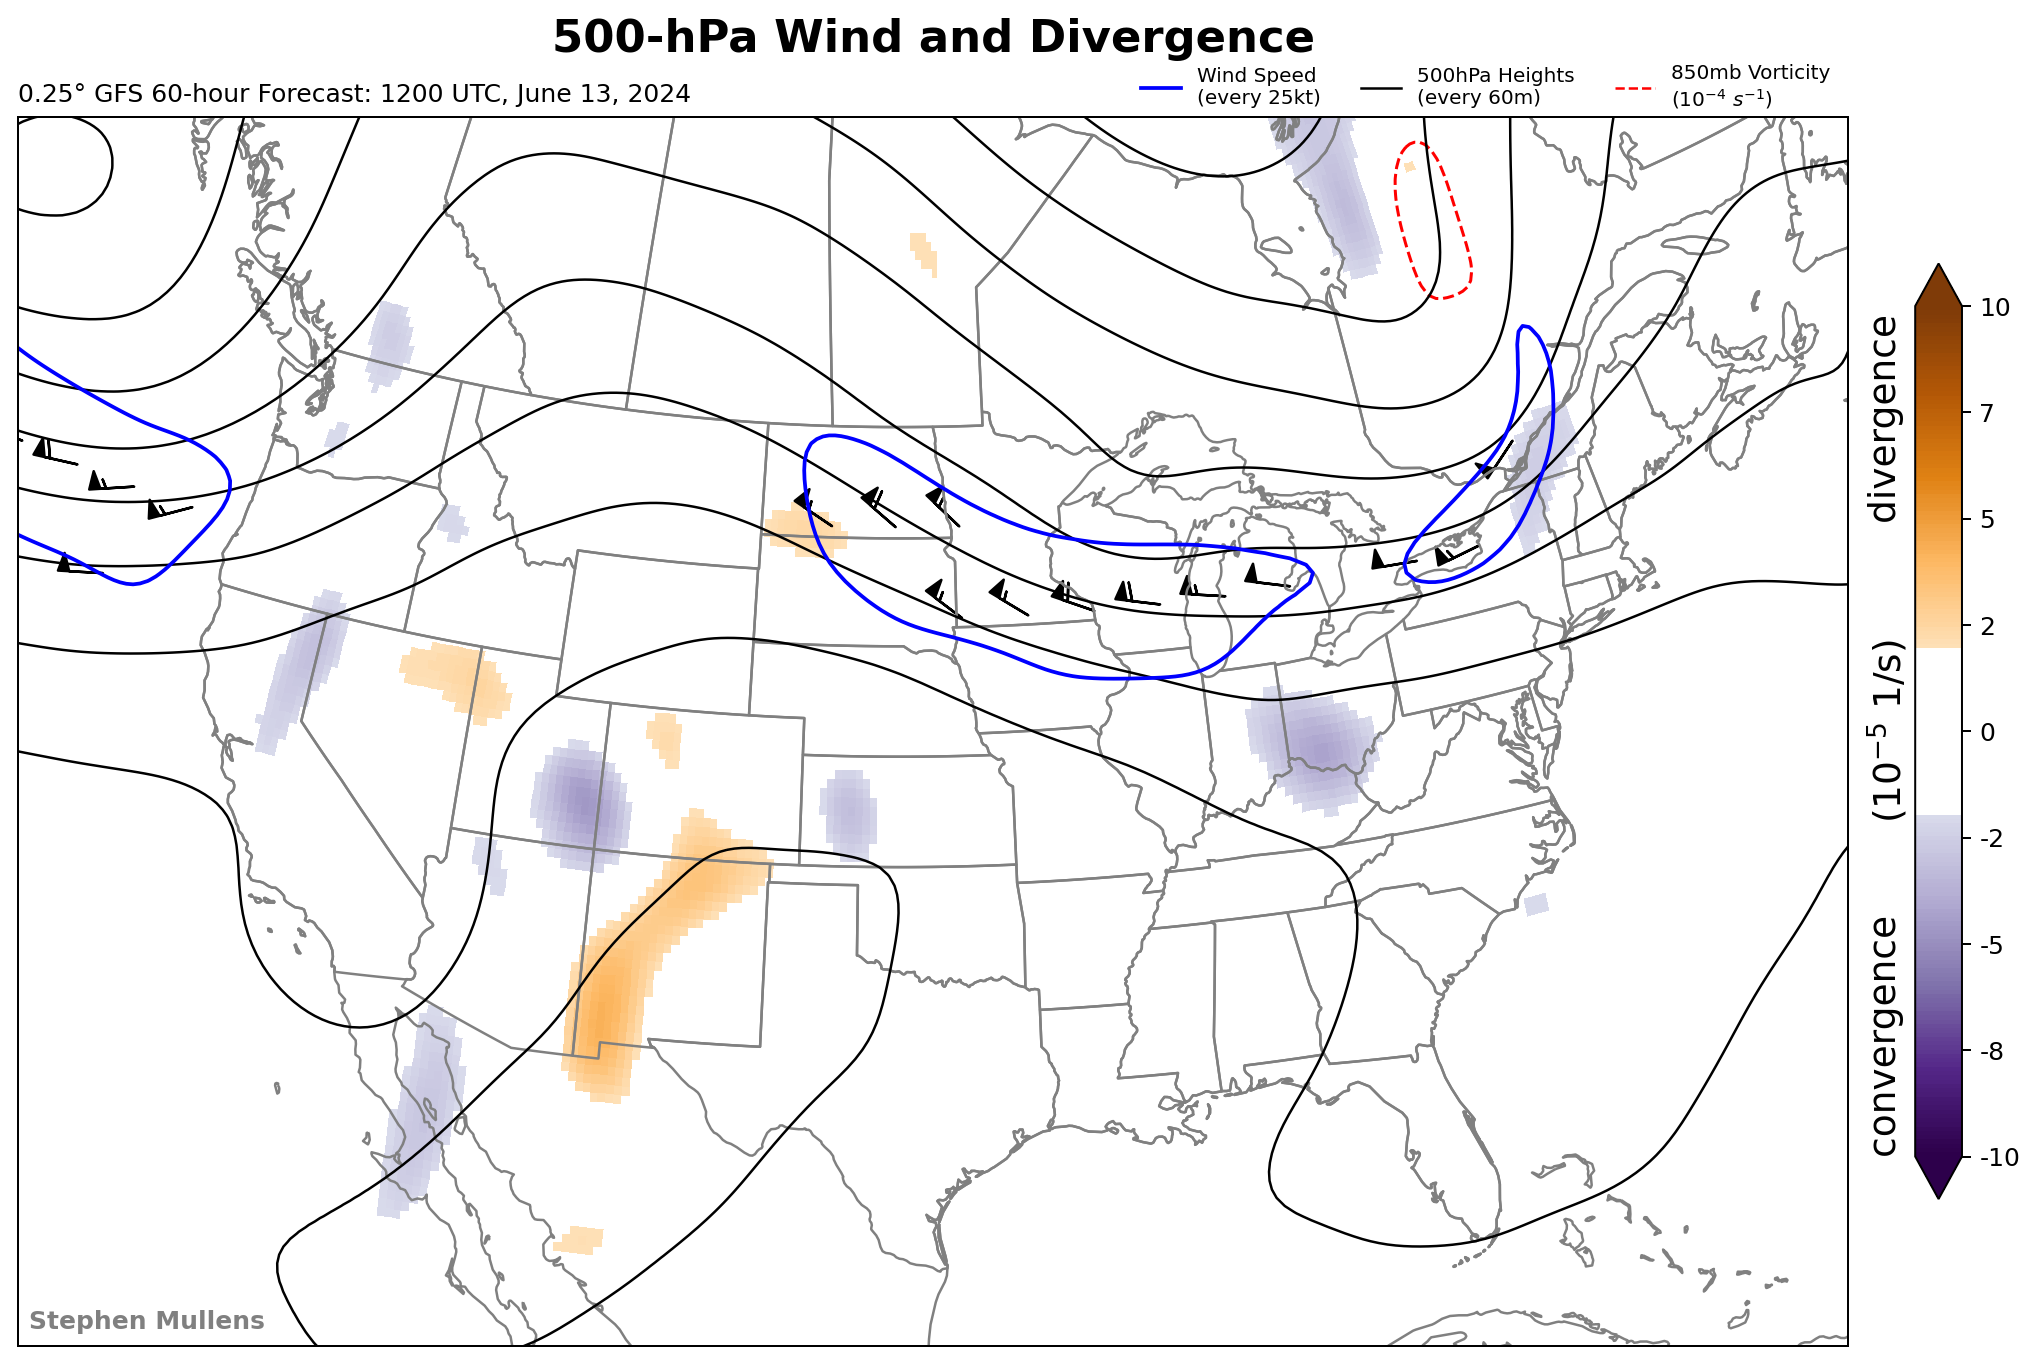 500-hPa Wind and Divergence
0.25° GFS 60-hour Forecast: 1200 UTC, June 13, 2024
Wind Speed
(every 25kt)
500hPa Heights
(every 60m)
850mb Vorticity
(10⁻⁴ s⁻¹)
10
7
5
2
0
-2
-5
-8
-10
convergence (10⁻⁵ 1/s) divergence
Stephen Mullens